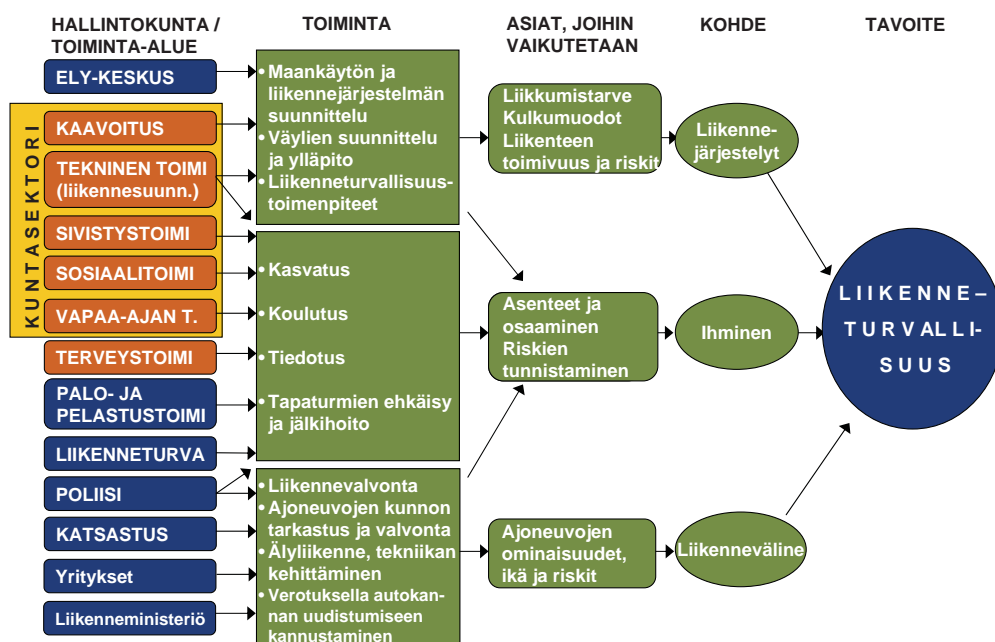 HALLINTOKUNTA /
TOIMINTA-ALUE
TOIMINTA
ASIAT, JOIHIN
VAIKUTETAAN
KOHDE
TAVOITE
KUNTASEKTORI
ELY-KESKUS
KAAVOITUS
TEKNINEN TOIMI
(liikennesuunn.)
SIVISTYSTOIMI
SOSIAALITOIMI
VAPAA-AJAN T.
TERVEYSTOIMI
PALO- JA
PELASTUSTOIMI
LIIKENNETURVA
POLIISI
KATSASTUS
Yritykset
Liikenneministeriö
• Maankäytön ja
liikennejärjestelmän
suunnittelu
• Väylien suunnittelu
ja ylläpito
• Liikenneturvallisuus-
toimenpiteet
• Kasvatus
• Koulutus
• Tiedotus
• Tapaturmien ehkäisy
ja jälkihoito
• Liikennevalvonta
• Ajoneuvojen kunnon
tarkastus ja valvonta
• Älyliikenne, tekniikan
kehittäminen
• Verotuksella autokan-
nan uudistumiseen
kannustaminen
Liikkumistarve
Kulkumuodot
Liikenteen
toimivuus ja riskit
Asenteet ja
osaaminen
Riskien
tunnistaminen
Ajoneuvojen
ominaisuudet,
ikä ja riskit
Liikenne-
järjestelyt
Ihminen
Liikenneväline
LIIKENNE–
TURVALLI-
SUUS